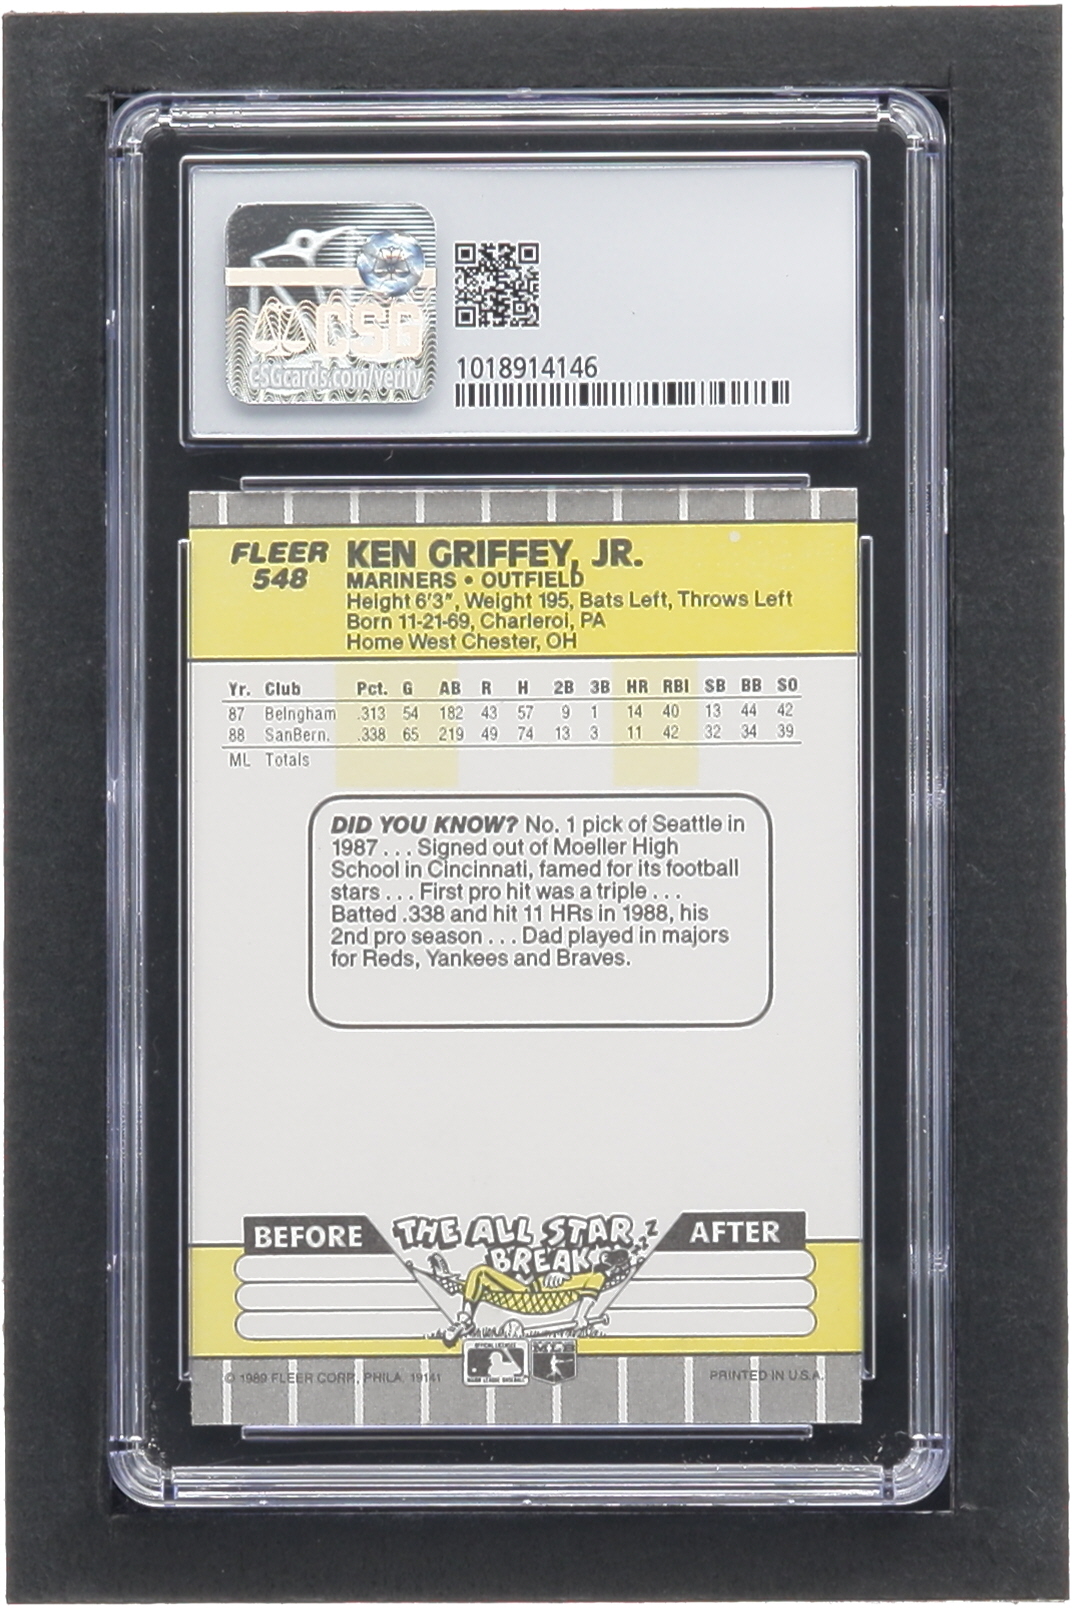 CSG
CSGcards.com/verify
1018914146
FLEER
548
KEN GRIFFEY, JR.
MARINERS • OUTFIELD
Height 6'3", Weight 195, Bats Left, Throws Left
Born 11-21-69, Charleroi, PA
Home West Chester, OH
Yr. Club Pct. G AB R H 2B 3B HR RBI SB BB SO
87 Belngham .313 54 182 43 57 9 1 14 40 13 44 42
88 SanBern. .338 65 219 49 74 13 3 11 42 32 34 39
ML Totals
DID YOU KNOW? No. 1 pick of Seattle in
1987 . . . Signed out of Moeller High
School in Cincinnati, famed for its football
stars . . . First pro hit was a triple . . .
Batted .338 and hit 11 HRs in 1988, his
2nd pro season . . . Dad played in majors
for Reds, Yankees and Braves.
BEFORE THE ALL STAR BREAK AFTER
z z z
OFFICIAL LICENSEE
MAJOR LEAGUE BASEBALL
MLB
© 1989 FLEER CORP., PHILA. 19141 PRINTED IN U.S.A.